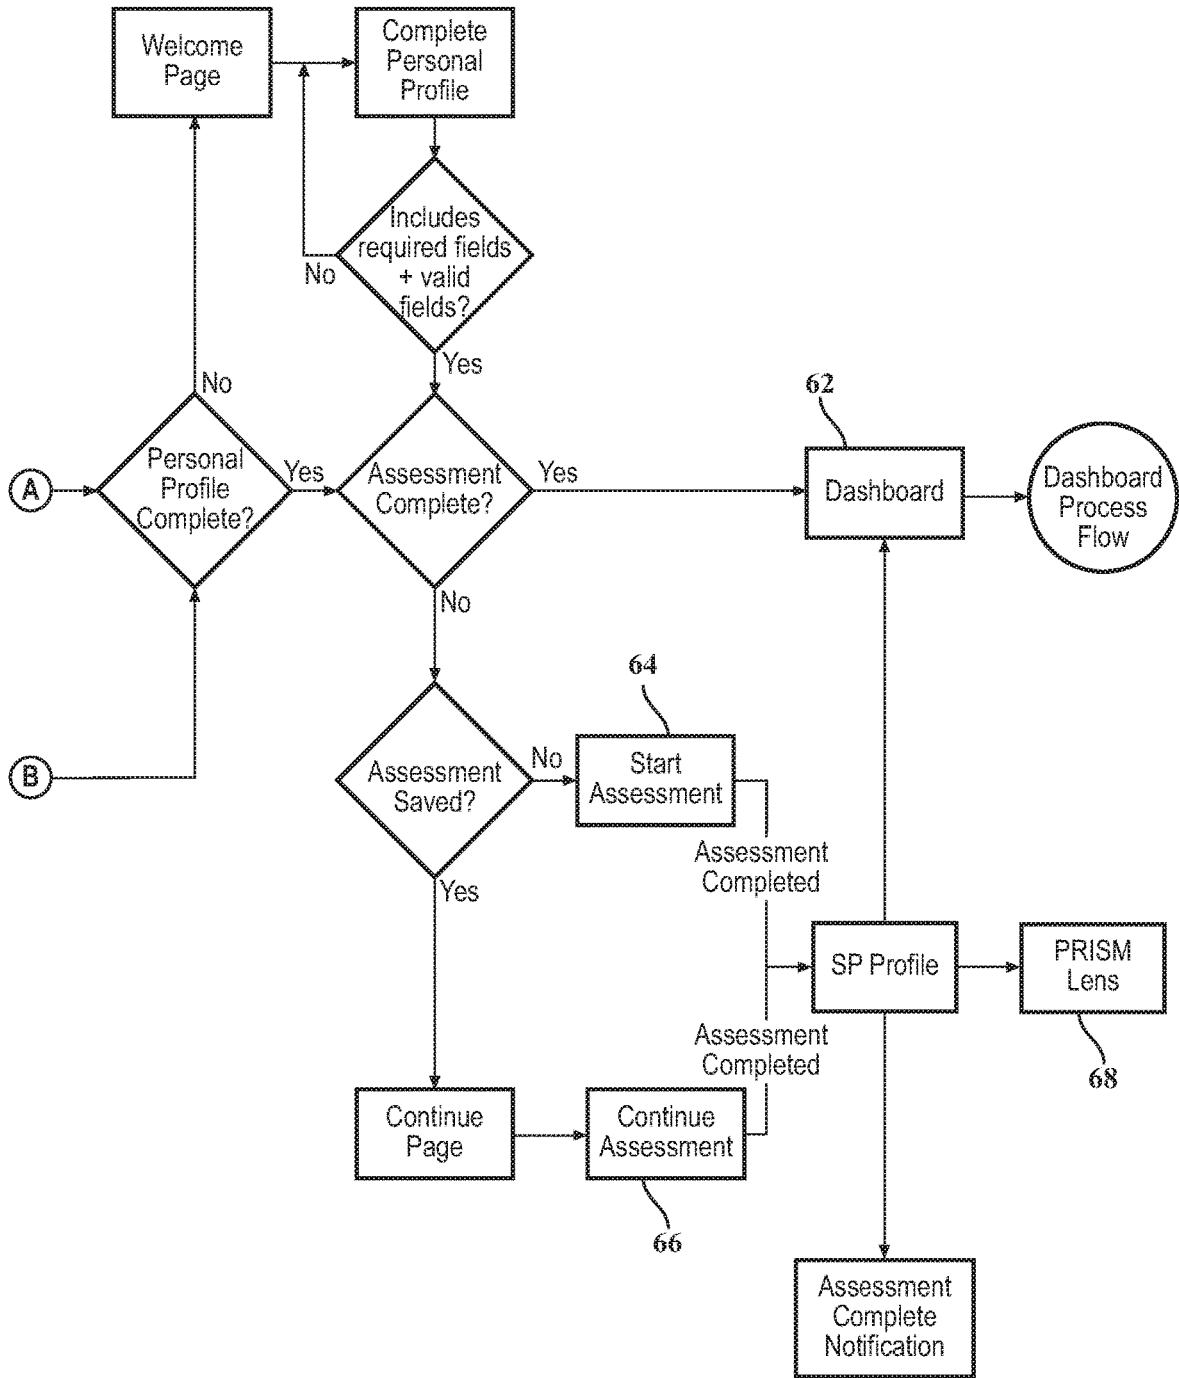 Welcome
Page
Complete
Personal
Profile
Includes
required fields
+ valid
fields?
No
Yes
No
62
A
Personal
Profile
Complete?
Yes
Assessment
Complete?
Yes
Dashboard
Dashboard
Process
Flow
No
64
B
Assessment
Saved?
No
Start
Assessment
Assessment
Completed
Yes
SP Profile
PRISM
Lens
Assessment
Completed
68
Continue
Page
Continue
Assessment
66
Assessment
Complete
Notification